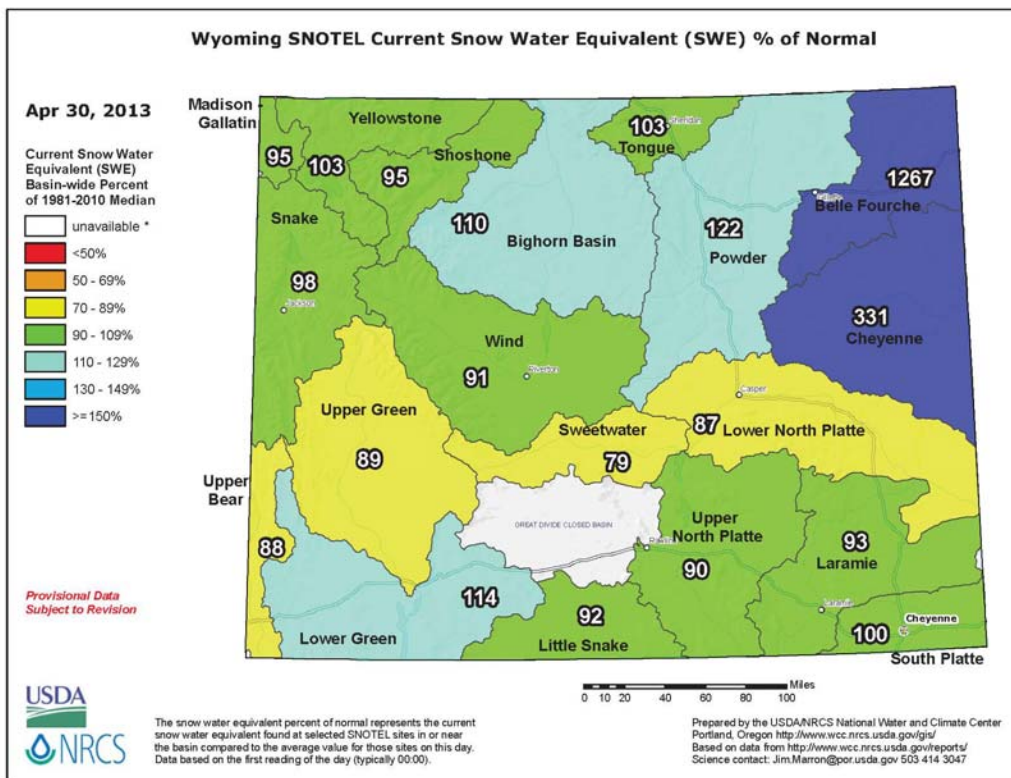 Wyoming SNOTEL Current Snow Water Equivalent (SWE) % of Normal
Apr 30, 2013
Current Snow Water
Equivalent (SWE)
Basin-wide Percent
of 1981-2010 Median
unavailable *
<50%
50 - 69%
70 - 89%
90 - 109%
110 - 129%
130 - 149%
>= 150%
Provisional Data
Subject to Revision
Madison
Gallatin
95
Yellowstone
103
Shoshone
95
Snake
98
Jackson
110
Bighorn Basin
103
Sheridan
Tongue
122
Powder
1267
Belle Fourche
331
Cheyenne
Wind
91
Riverton
Casper
Upper Green
89
Sweetwater
79
87
Lower North Platte
Upper
Bear
88
GREAT DIVIDE CLOSED BASIN
Upper
North Platte
90
93
Laramie
Laramie
114
Lower Green
92
Little Snake
100
Cheyenne
South Platte
0 10 20 40 60 80 100
Miles
USDA
NRCS
The snow water equivalent percent of normal represents the current
snow water equivalent found at selected SNOTEL sites in or near
the basin compared to the average value for those sites on this day.
Data based on the first reading of the day (typically 00:00).
Prepared by the USDA/NRCS National Water and Climate Center
Portland, Oregon http://www.wcc.nrcs.usda.gov/gis/
Based on data from http://www.wcc.nrcs.usda.gov/reports/
Science contact: Jim.Marron@por.usda.gov 503 414 3047